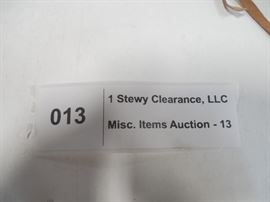 013
1 Stewy Clearance, LLC
Misc. Items Auction - 13